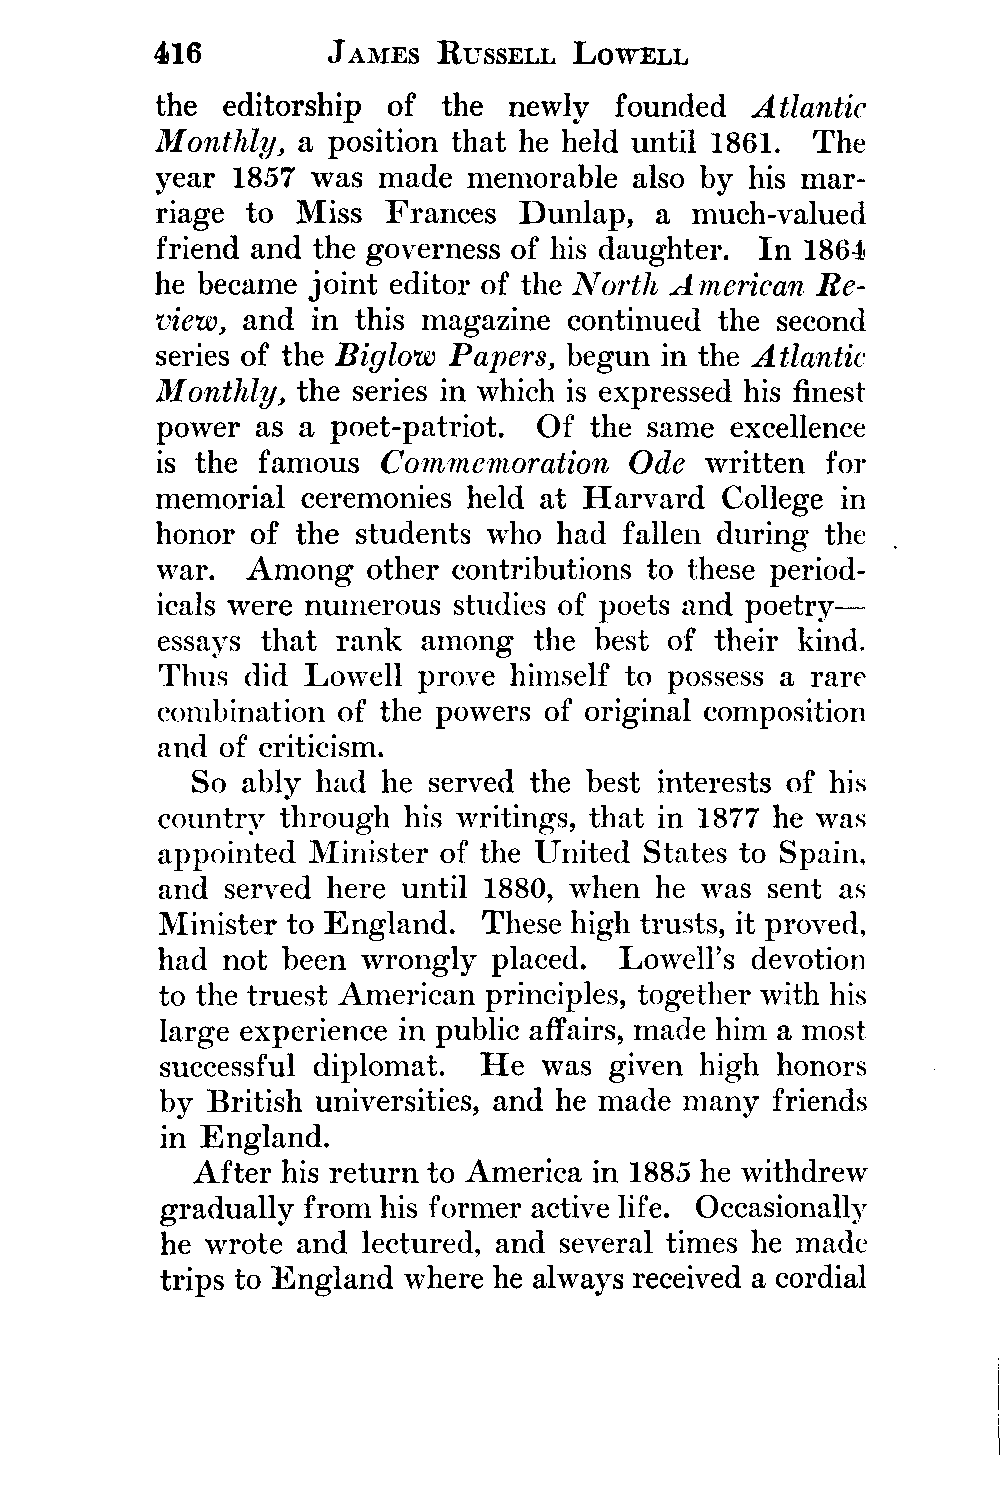 416 JAMES RUSSELL LOWELL
the editorship of the newly founded Atlantic
Monthly, a position that he held until 1861. The
year 1857 was made memorable also by his mar-
riage to Miss Frances Dunlap, a much-valued
friend and the governess of his daughter. In 1864
he became joint editor of the North American Re-
view, and in this magazine continued the second
series of the Biglow Papers, begun in the Atlantic
Monthly, the series in which is expressed his finest
power as a poet-patriot. Of the same excellence
is the famous Commemoration Ode written for
memorial ceremonies held at Harvard College in
honor of the students who had fallen during the
war. Among other contributions to these period-
icals were numerous studies of poets and poetry—
essays that rank among the best of their kind.
Thus did Lowell prove himself to possess a rare
combination of the powers of original composition
and of criticism.
So ably had he served the best interests of his
country through his writings, that in 1877 he was
appointed Minister of the United States to Spain,
and served here until 1880, when he was sent as
Minister to England. These high trusts, it proved,
had not been wrongly placed. Lowell's devotion
to the truest American principles, together with his
large experience in public affairs, made him a most
successful diplomat. He was given high honors
by British universities, and he made many friends
in England.
After his return to America in 1885 he withdrew
gradually from his former active life. Occasionally
he wrote and lectured, and several times he made
trips to England where he always received a cordial